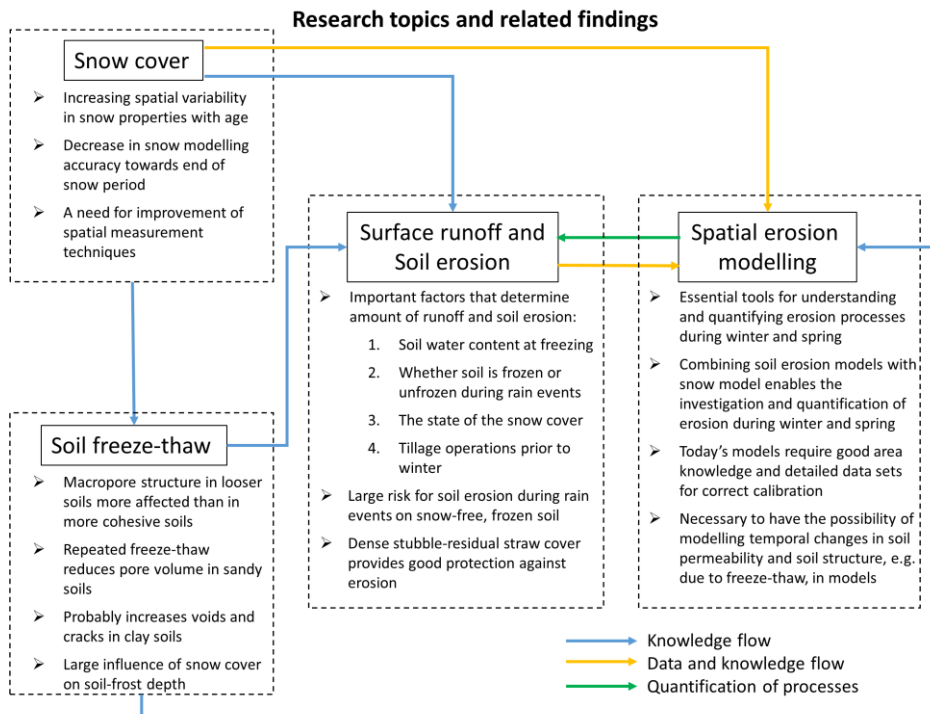 Research topics and related findings
Snow cover
➢ Increasing spatial variability
in snow properties with age
➢ Decrease in snow modelling
accuracy towards end of
snow period
➢ A need for improvement of
spatial measurement
techniques
Soil freeze-thaw
➢ Macropore structure in looser
soils more affected than in
more cohesive soils
➢ Repeated freeze-thaw
reduces pore volume in sandy
soils
➢ Probably increases voids and
cracks in clay soils
➢ Large influence of snow cover
on soil-frost depth
Surface runoff and
Soil erosion
➢ Important factors that determine
amount of runoff and soil erosion:
1. Soil water content at freezing
2. Whether soil is frozen or
unfrozen during rain events
3. The state of the snow cover
4. Tillage operations prior to
winter
➢ Large risk for soil erosion during rain
events on snow-free, frozen soil
➢ Dense stubble-residual straw cover
provides good protection against
erosion
Spatial erosion
modelling
➢ Essential tools for understanding
and quantifying erosion processes
during winter and spring
➢ Combining soil erosion models with
snow model enables the
investigation and quantification of
erosion during winter and spring
➢ Today's models require good area
knowledge and detailed data sets
for correct calibration
➢ Necessary to have the possibility of
modelling temporal changes in soil
permeability and soil structure, e.g.
due to freeze-thaw, in models
Knowledge flow
Data and knowledge flow
Quantification of processes